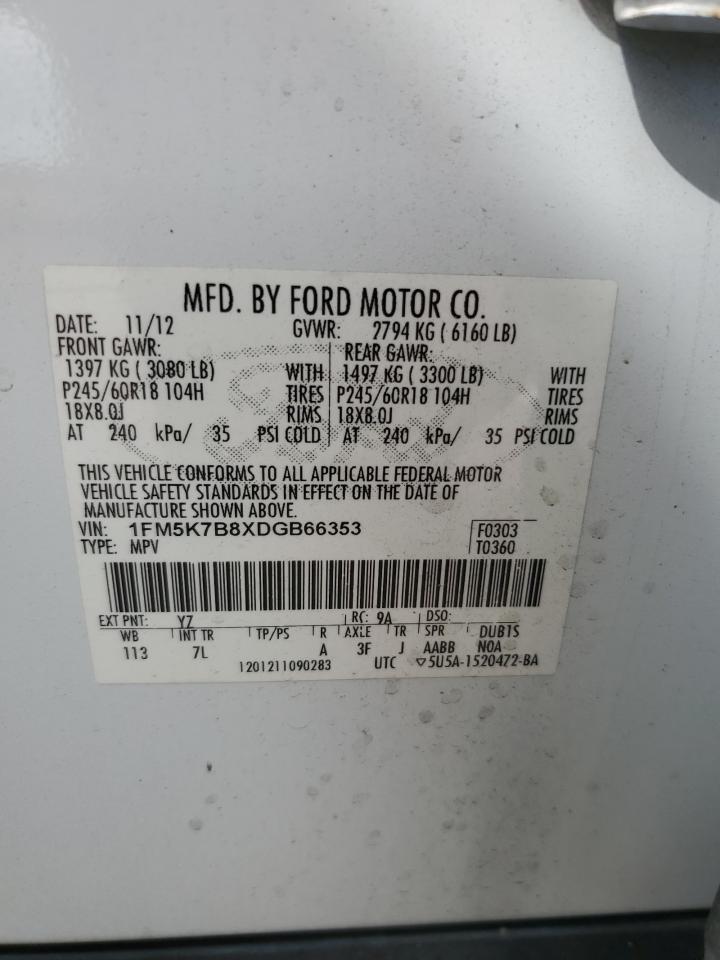 MFD. BY FORD MOTOR CO.
DATE: 11/12 GVWR: 2794 KG ( 6160 LB)
FRONT GAWR: REAR GAWR:
1397 KG ( 3080 LB) WITH 1497 KG ( 3300 LB) WITH
P245/60R18 104H TIRES P245/60R18 104H TIRES
18X8.0J RIMS 18X8.0J RIMS
AT 240 kPa/ 35 PSI COLD AT 240 kPa/ 35 PSI COLD
THIS VEHICLE CONFORMS TO ALL APPLICABLE FEDERAL MOTOR
VEHICLE SAFETY STANDARDS IN EFFECT ON THE DATE OF
MANUFACTURE SHOWN ABOVE.
VIN: 1FM5K7B8XDGB66353 F0303
TYPE: MPV T0360
EXT PNT: YZ RC: 9A DSO:
WB INT TR TP/PS R AXLE TR SPR DUB1S
113 7L A 3F J AABB N0A
1201211090283 UTC ▽5U5A-1520472-BA